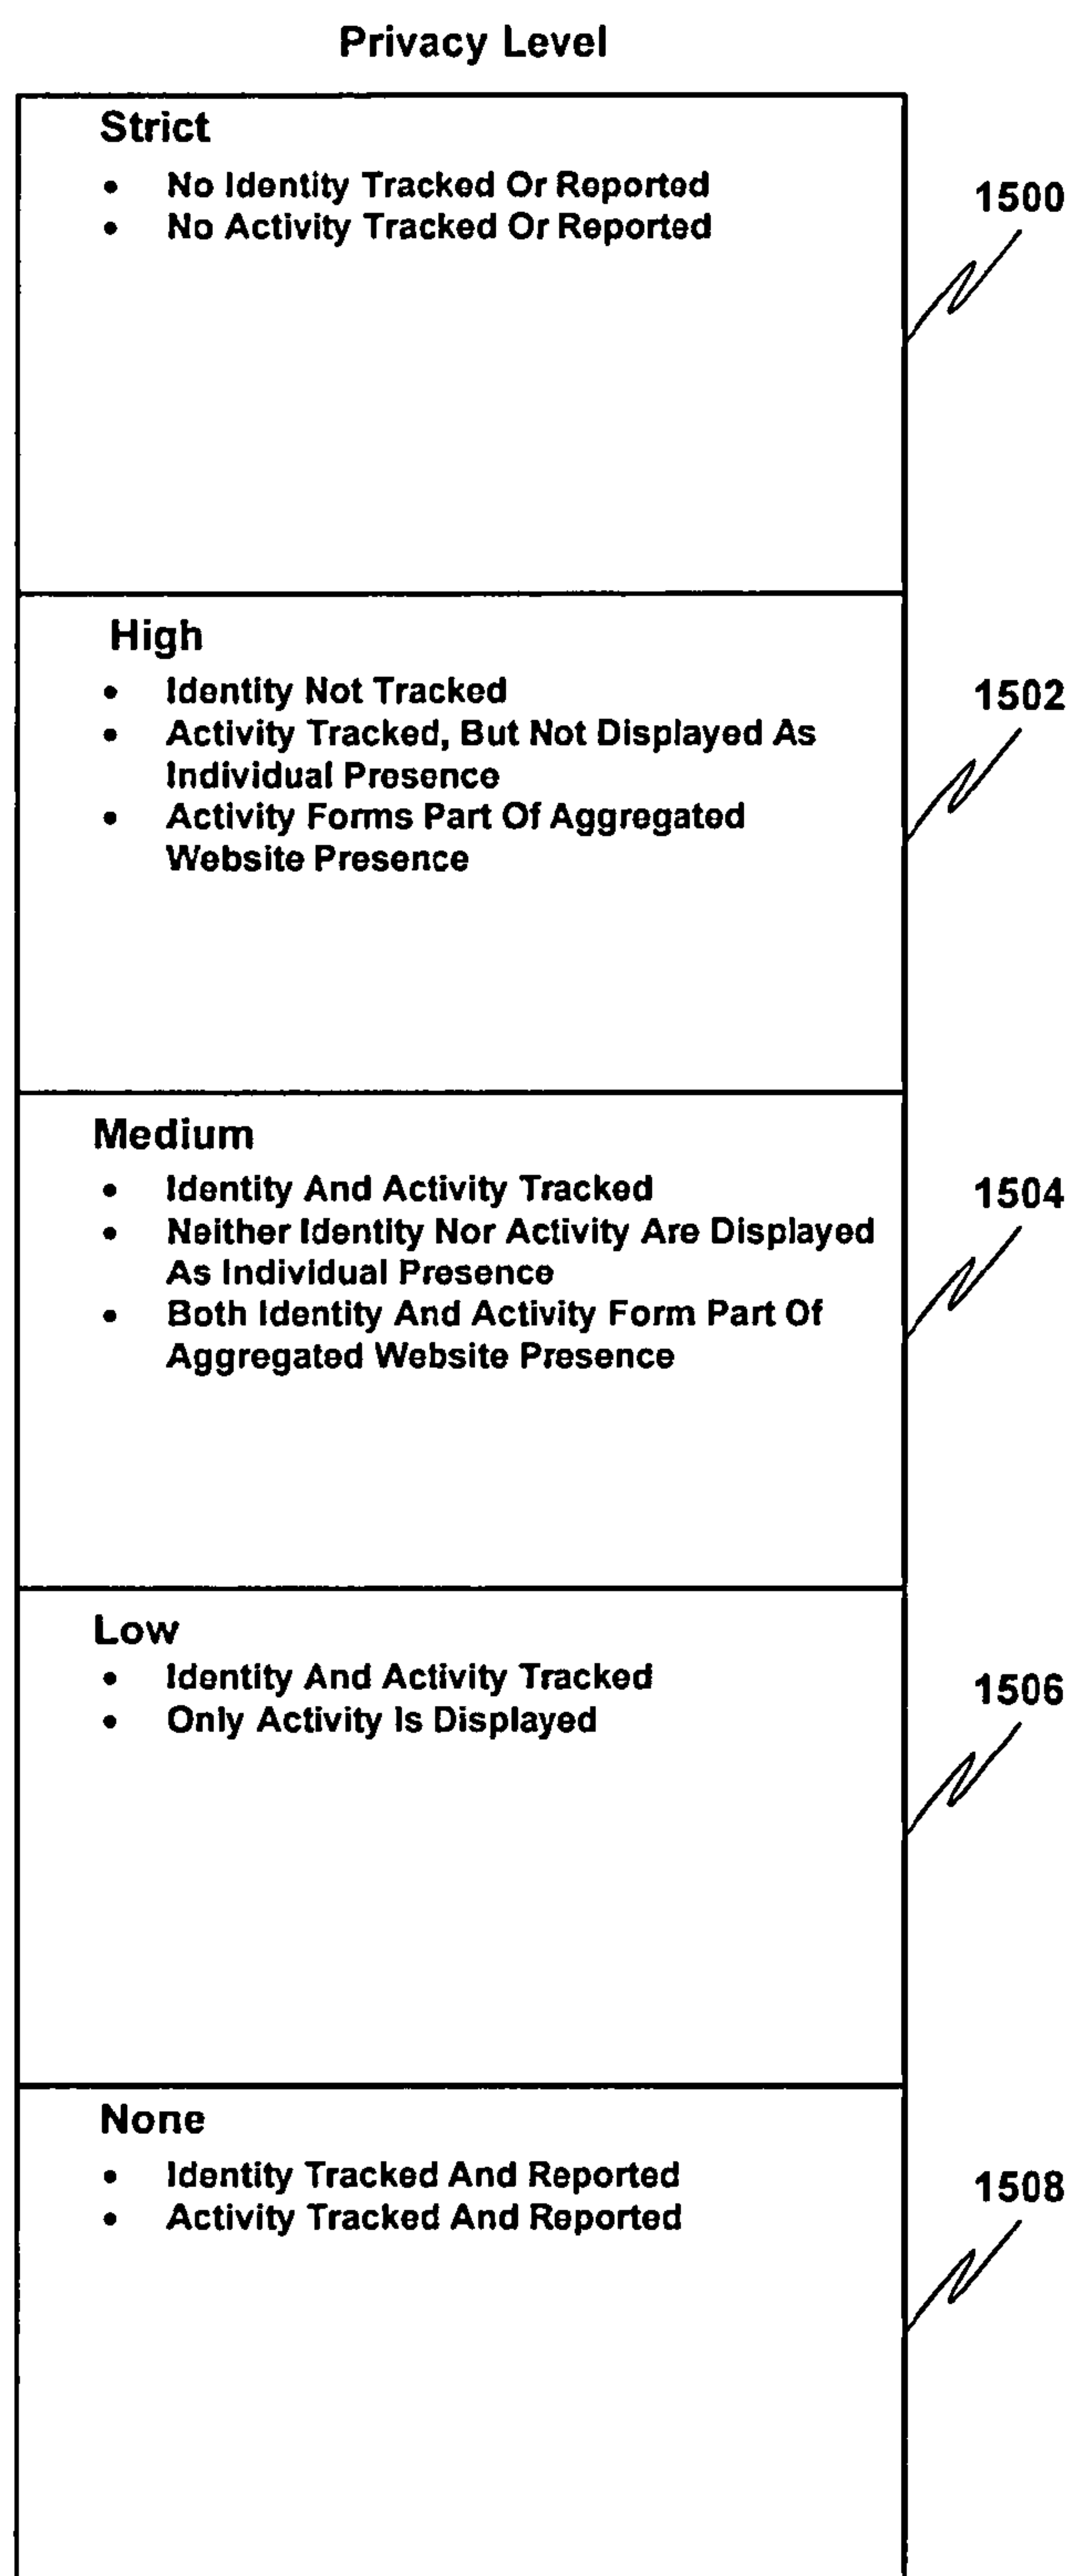 Privacy Level
Strict
• No Identity Tracked Or Reported
• No Activity Tracked Or Reported
1500
High
• Identity Not Tracked
• Activity Tracked, But Not Displayed As
Individual Presence
• Activity Forms Part Of Aggregated
Website Presence
1502
Medium
• Identity And Activity Tracked
• Neither Identity Nor Activity Are Displayed
As Individual Presence
• Both Identity And Activity Form Part Of
Aggregated Website Presence
1504
Low
• Identity And Activity Tracked
• Only Activity Is Displayed
1506
None
• Identity Tracked And Reported
• Activity Tracked And Reported
1508